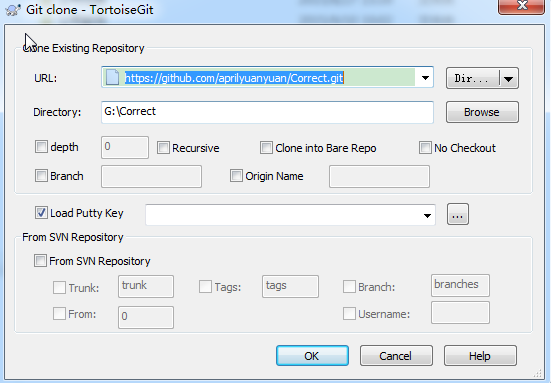 Git clone - TortoiseGit
Clone Existing Repository
URL: https://github.com/aprilyuanyuan/Correct.git Dir...
Directory: G:\Correct Browse
depth 0 Recursive Clone into Bare Repo No Checkout
Branch Origin Name
Load Putty Key ...
From SVN Repository
From SVN Repository
Trunk: trunk Tags: tags Branch: branches
From: 0 Username:
OK Cancel Help